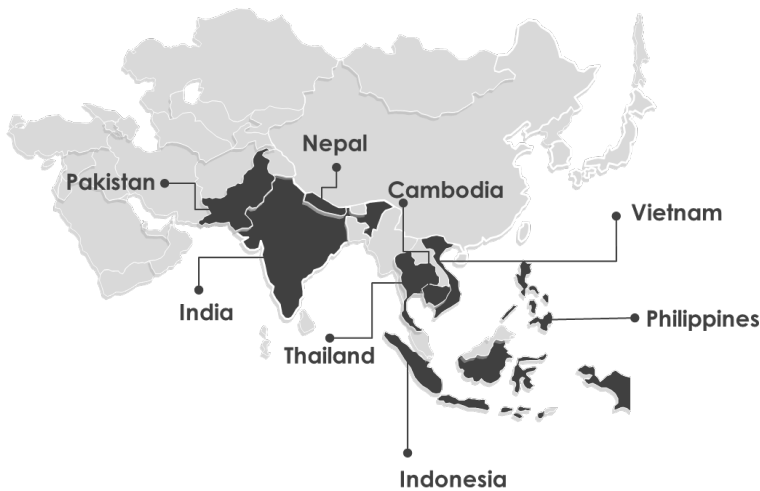 Nepal
Pakistan
Cambodia
Vietnam
India
Philippines
Thailand
Indonesia